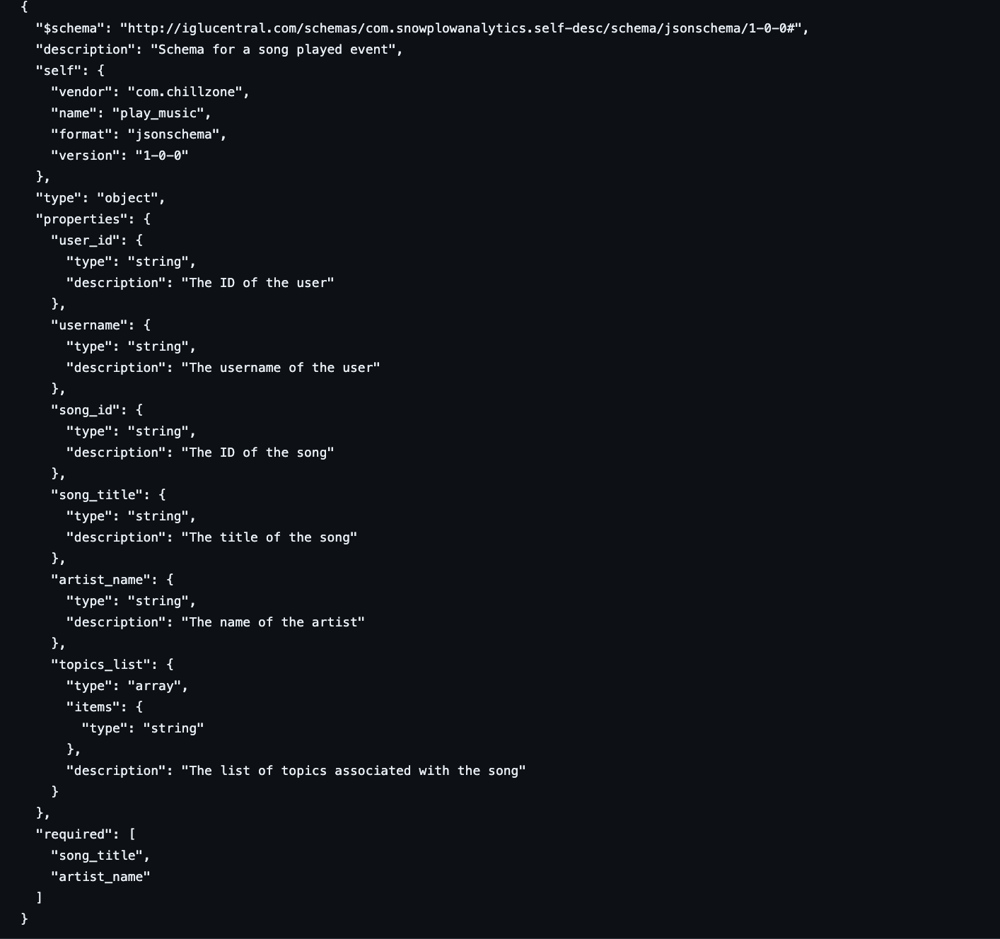 {
  "$schema": "http://iglucentral.com/schemas/com.snowplowanalytics.self-desc/schema/jsonschema/1-0-0#",
  "description": "Schema for a song played event",
  "self": {
    "vendor": "com.chillzone",
    "name": "play_music",
    "format": "jsonschema",
    "version": "1-0-0"
  },
  "type": "object",
  "properties": {
    "user_id": {
      "type": "string",
      "description": "The ID of the user"
    },
    "username": {
      "type": "string",
      "description": "The username of the user"
    },
    "song_id": {
      "type": "string",
      "description": "The ID of the song"
    },
    "song_title": {
      "type": "string",
      "description": "The title of the song"
    },
    "artist_name": {
      "type": "string",
      "description": "The name of the artist"
    },
    "topics_list": {
      "type": "array",
      "items": {
        "type": "string"
      },
      "description": "The list of topics associated with the song"
    }
  },
  "required": [
    "song_title",
    "artist_name"
  ]
}